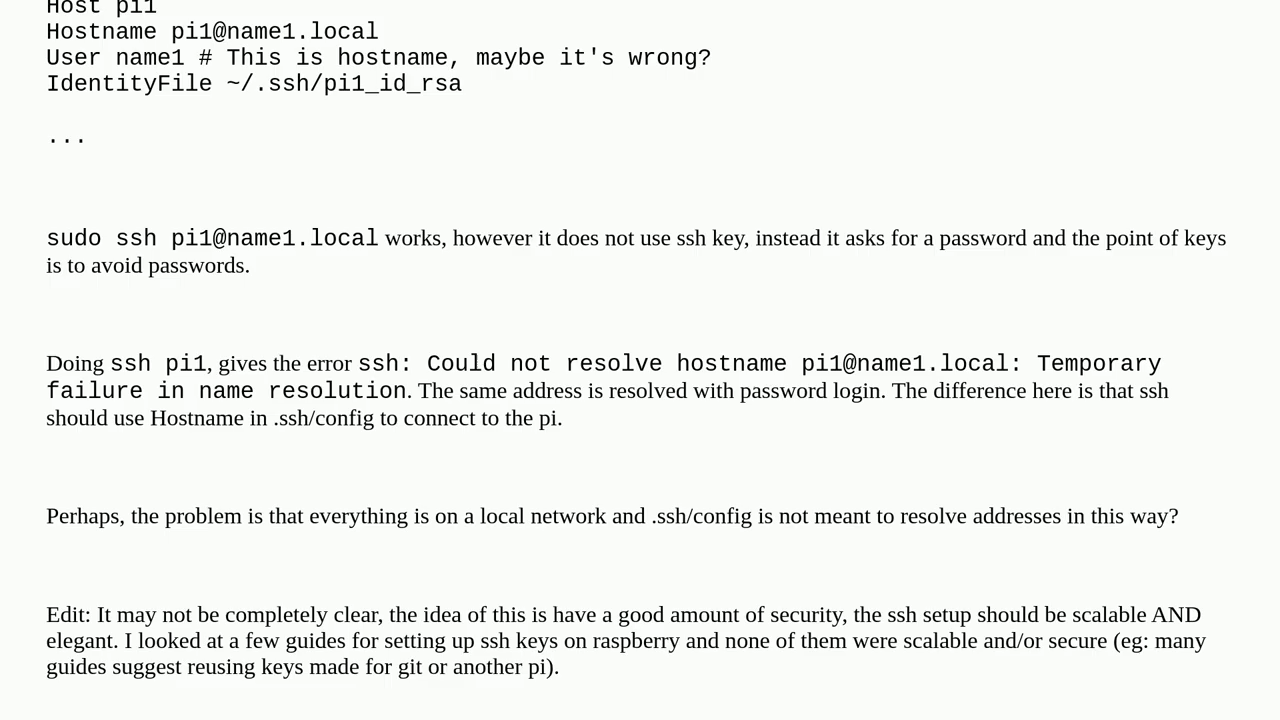 Host pi1
Hostname pi1@name1.local
User name1 # This is hostname, maybe it's wrong?
IdentityFile ~/.ssh/pi1_id_rsa
...
sudo ssh pi1@name1.local works, however it does not use ssh key, instead it asks for a password and the point of keys
is to avoid passwords.
Doing ssh pi1, gives the error ssh: Could not resolve hostname pi1@name1.local: Temporary
failure in name resolution. The same address is resolved with password login. The difference here is that ssh
should use Hostname in .ssh/config to connect to the pi.
Perhaps, the problem is that everything is on a local network and .ssh/config is not meant to resolve addresses in this way?
Edit: It may not be completely clear, the idea of this is have a good amount of security, the ssh setup should be scalable AND
elegant. I looked at a few guides for setting up ssh keys on raspberry and none of them were scalable and/or secure (eg: many
guides suggest reusing keys made for git or another pi).